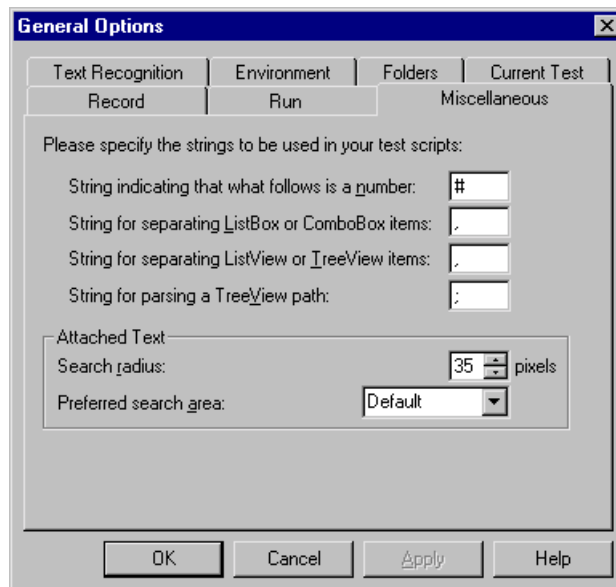 General Options
Text Recognition Environment Folders Current Test
Record Run Miscellaneous
Please specify the strings to be used in your test scripts:
String indicating that what follows is a number: #
String for separating ListBox or ComboBox items: ,
String for separating ListView or TreeView items: ,
String for parsing a TreeView path: ;
Attached Text
Search radius: 35 pixels
Preferred search area: Default
OK Cancel Apply Help